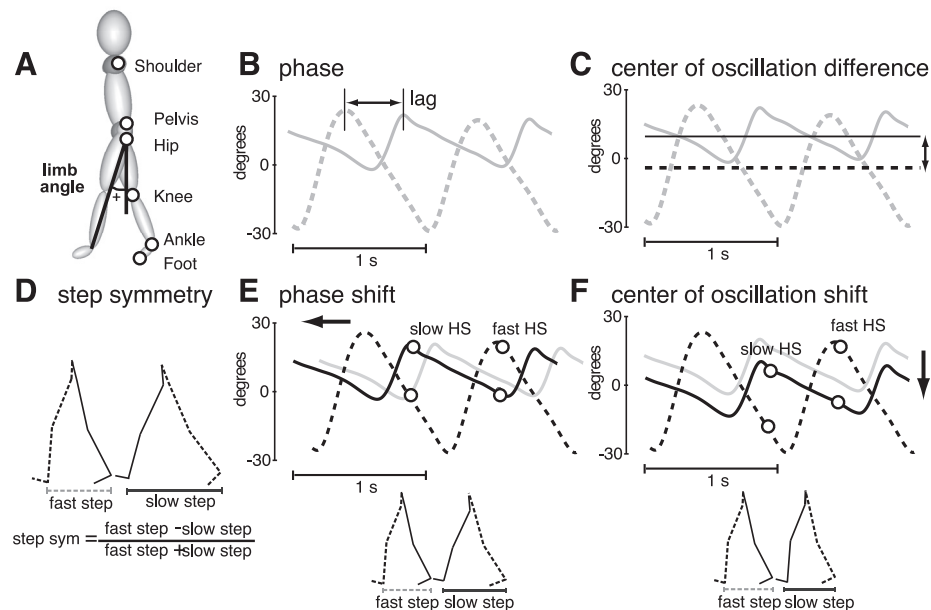 A
Shoulder
Pelvis
Hip
limb
angle
+
Knee
Ankle
Foot
B phase
30
degrees
0
-30
lag
1 s
C center of oscillation difference
30
degrees
0
-30
1 s
D step symmetry
fast step
slow step
step sym = fast step - slow step
fast step + slow step
E phase shift
30
degrees
0
-30
slow HS
fast HS
1 s
fast step
slow step
F center of oscillation shift
30
degrees
0
-30
slow HS
fast HS
1 s
fast step
slow step